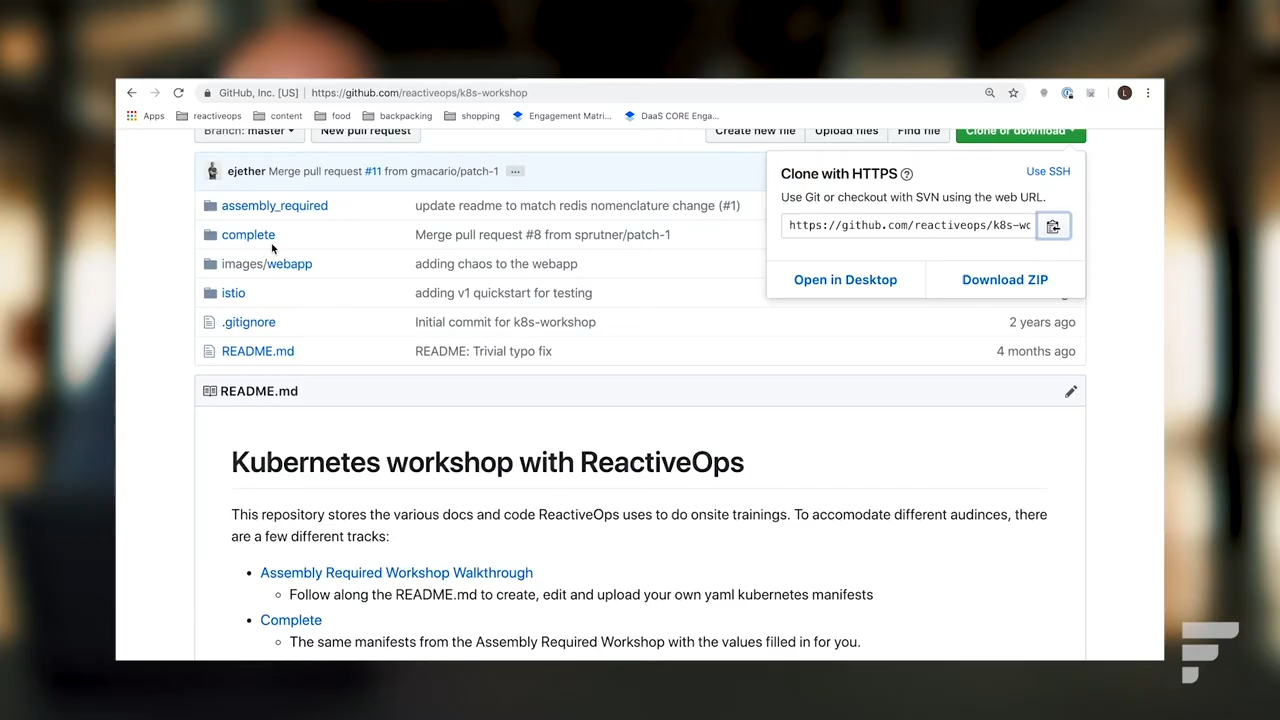 GitHub, Inc. [US] | https://github.com/reactiveops/k8s-workshop
Apps reactiveops content food backpacking shopping Engagement Matri... DaaS CORE Enga...
Branch: master New pull request Create new file Upload files Find file Clone or download
ejether Merge pull request #11 from gmacario/patch-1 ...
assembly_required update readme to match redis nomenclature change (#1)
complete Merge pull request #8 from sprutner/patch-1
images/webapp adding chaos to the webapp
istio adding v1 quickstart for testing
.gitignore Initial commit for k8s-workshop 2 years ago
README.md README: Trivial typo fix 4 months ago
Clone with HTTPS ? Use SSH
Use Git or checkout with SVN using the web URL.
https://github.com/reactiveops/k8s-wo
Open in Desktop Download ZIP
README.md
Kubernetes workshop with ReactiveOps
This repository stores the various docs and code ReactiveOps uses to do onsite trainings. To accomodate different audinces, there
are a few different tracks:
• Assembly Required Workshop Walkthrough
◦ Follow along the README.md to create, edit and upload your own yaml kubernetes manifests
• Complete
◦ The same manifests from the Assembly Required Workshop with the values filled in for you.